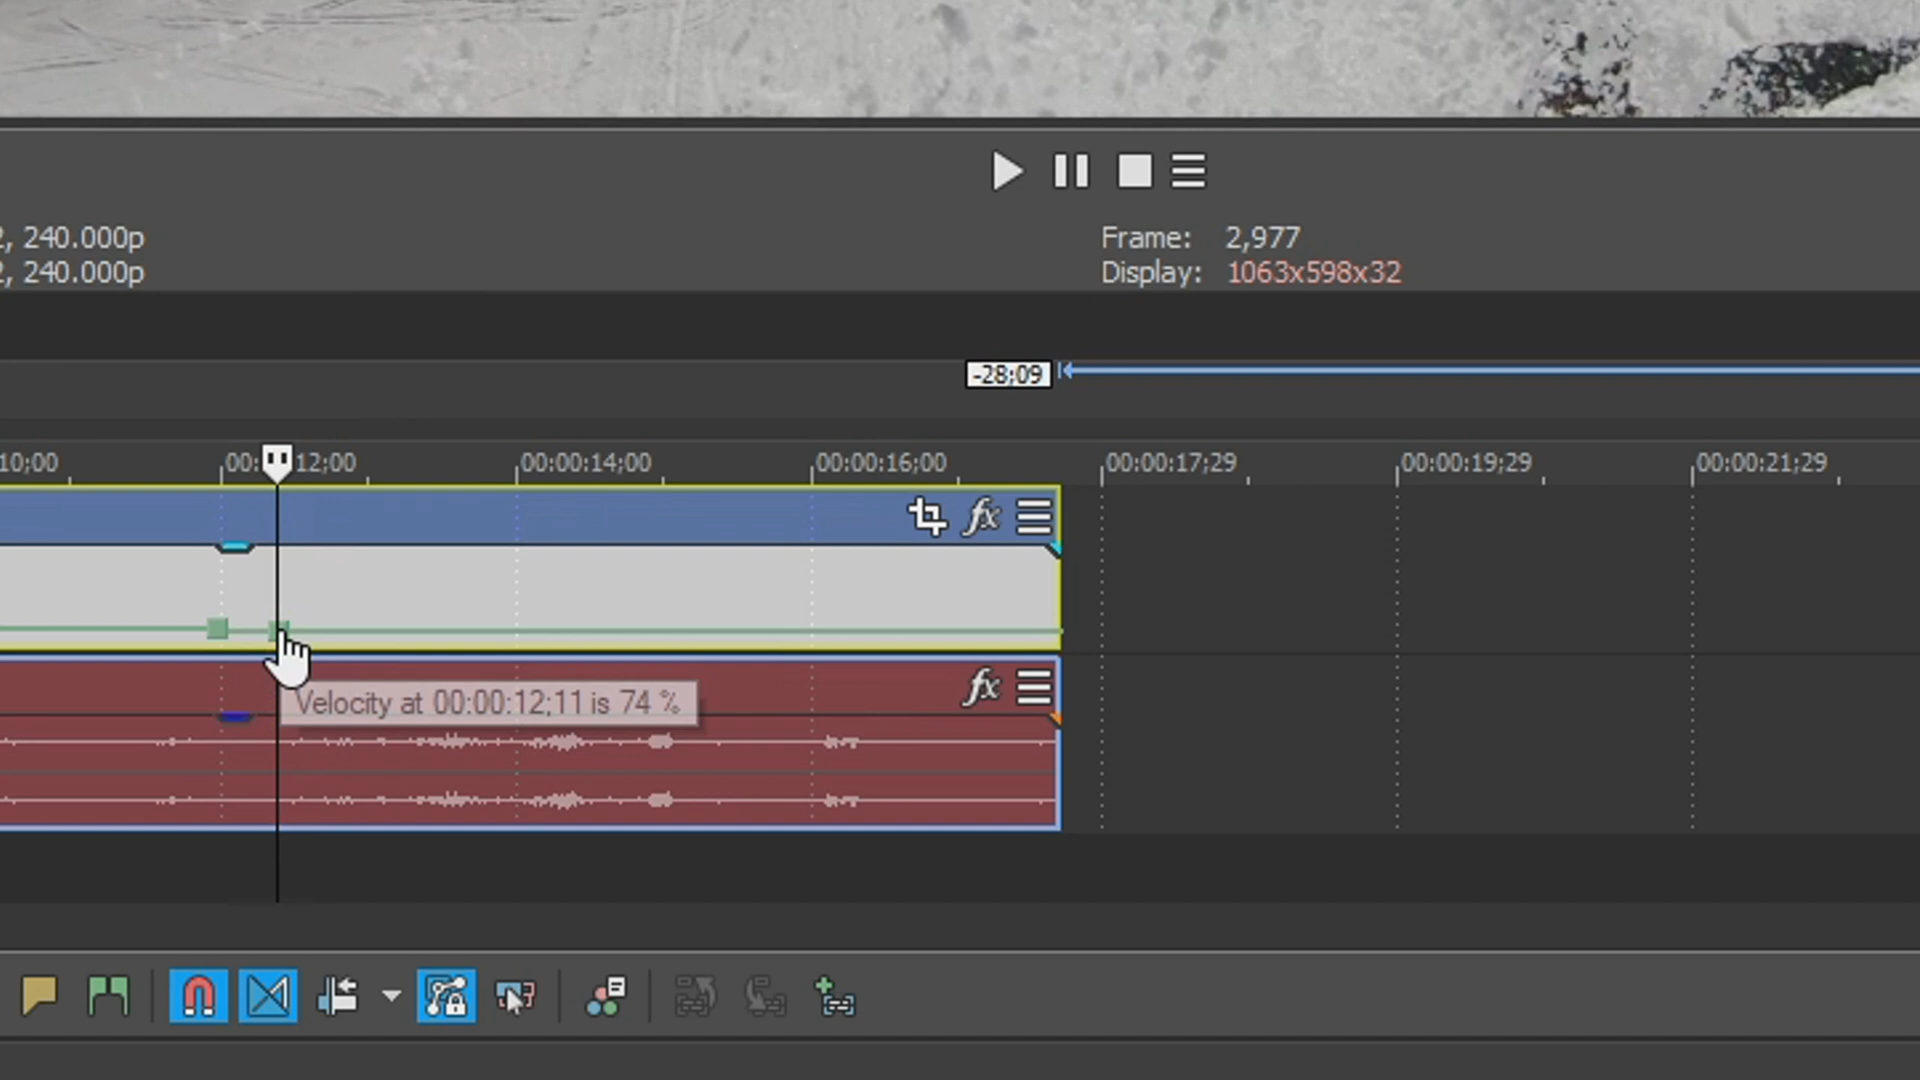 2, 240.000p
2, 240.000p
Frame: 2,977
Display: 1063x598x32
-28;09
10;00
00: 12;00
00:00:14;00
00:00:16;00
00:00:17;29
00:00:19;29
00:00:21;29
fx
fx
Velocity at 00:00:12;11 is 74 %